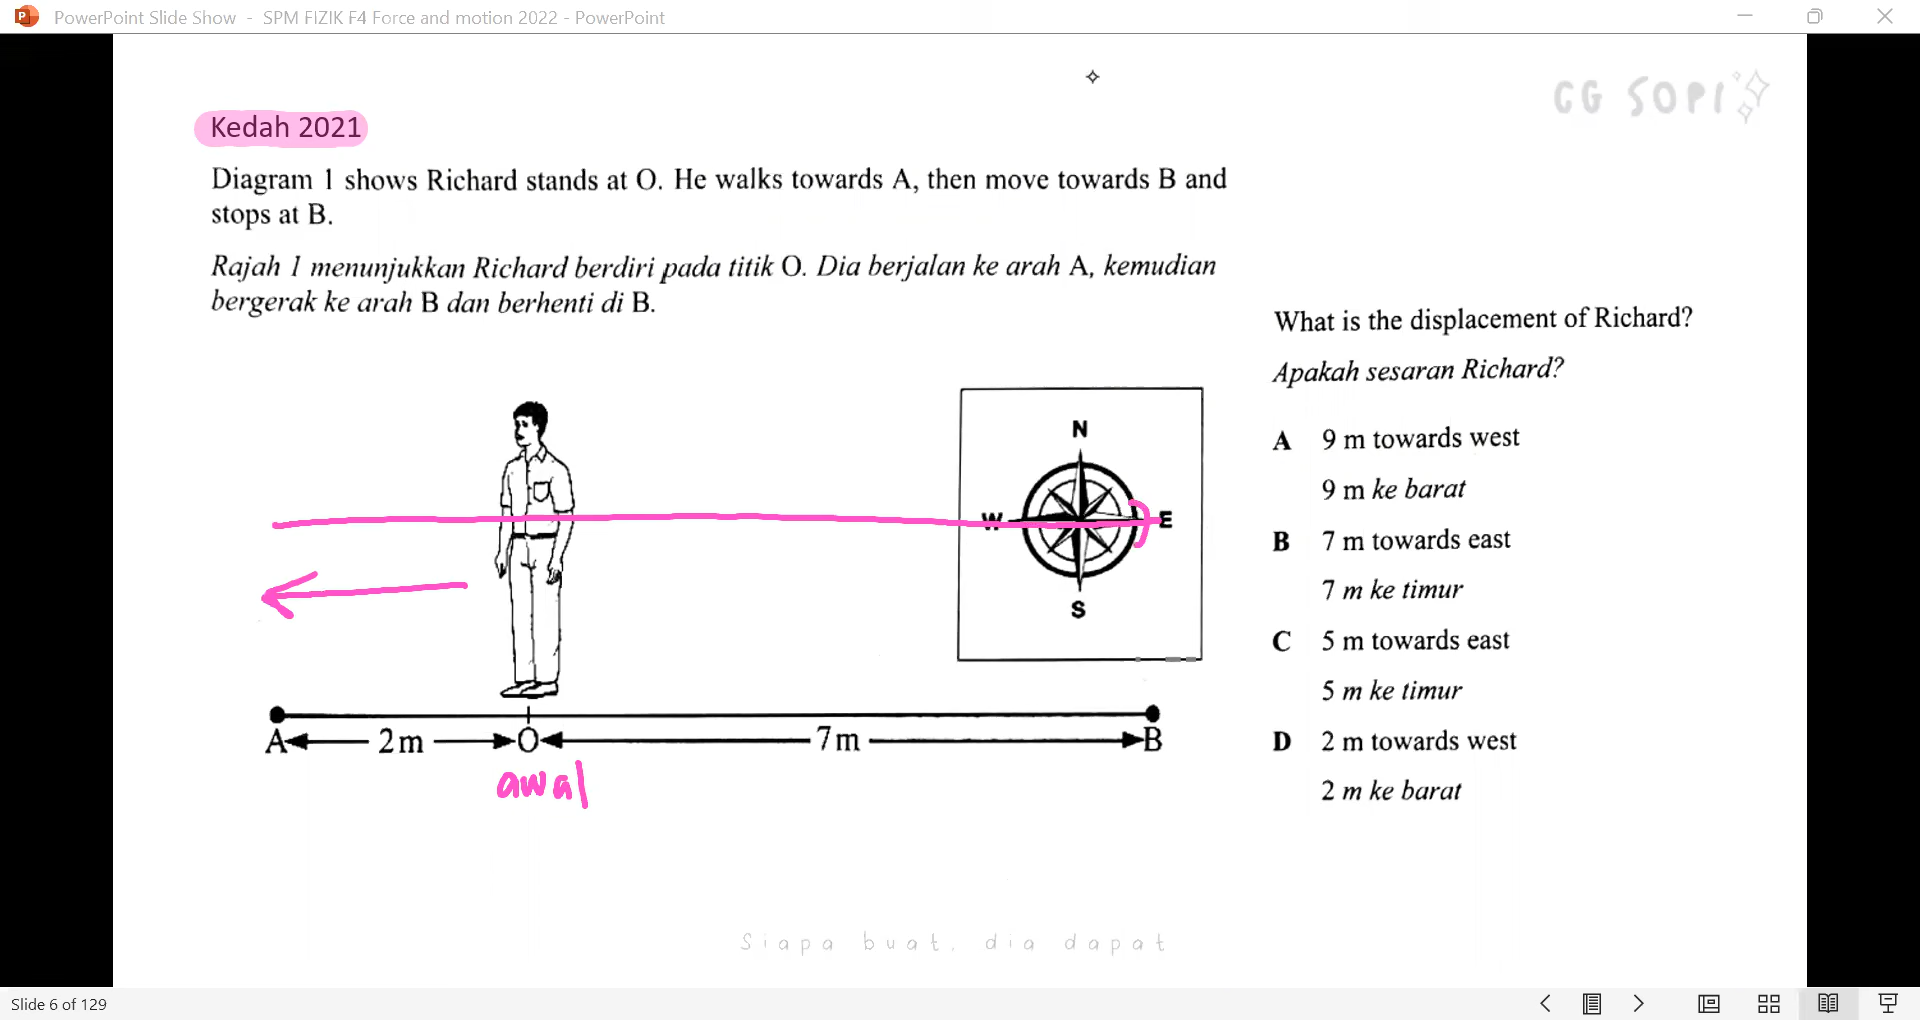 PowerPoint Slide Show - SPM FIZIK F4 Force and motion 2022 - PowerPoint
CG SOPI
Kedah 2021
Diagram 1 shows Richard stands at O. He walks towards A, then move towards B and
stops at B.
Rajah 1 menunjukkan Richard berdiri pada titik O. Dia berjalan ke arah A, kemudian
bergerak ke arah B dan berhenti di B.
What is the displacement of Richard?
Apakah sesaran Richard?
A 9 m towards west
9 m ke barat
B 7 m towards east
7 m ke timur
C 5 m towards east
5 m ke timur
D 2 m towards west
2 m ke barat
N
W E
S
A 2 m O 7 m B
awal
Siapa buat, dia dapat
Slide 6 of 129